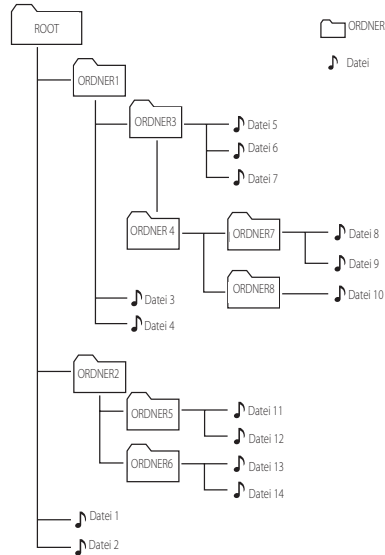 ROOT
ORDNER
Datei
ORDNER1
ORDNER3
Datei 5
Datei 6
Datei 7
ORDNER 4
ORDNER7
Datei 8
Datei 9
ORDNER8
Datei 10
Datei 3
Datei 4
ORDNER2
ORDNER5
Datei 11
Datei 12
ORDNER6
Datei 13
Datei 14
Datei 1
Datei 2